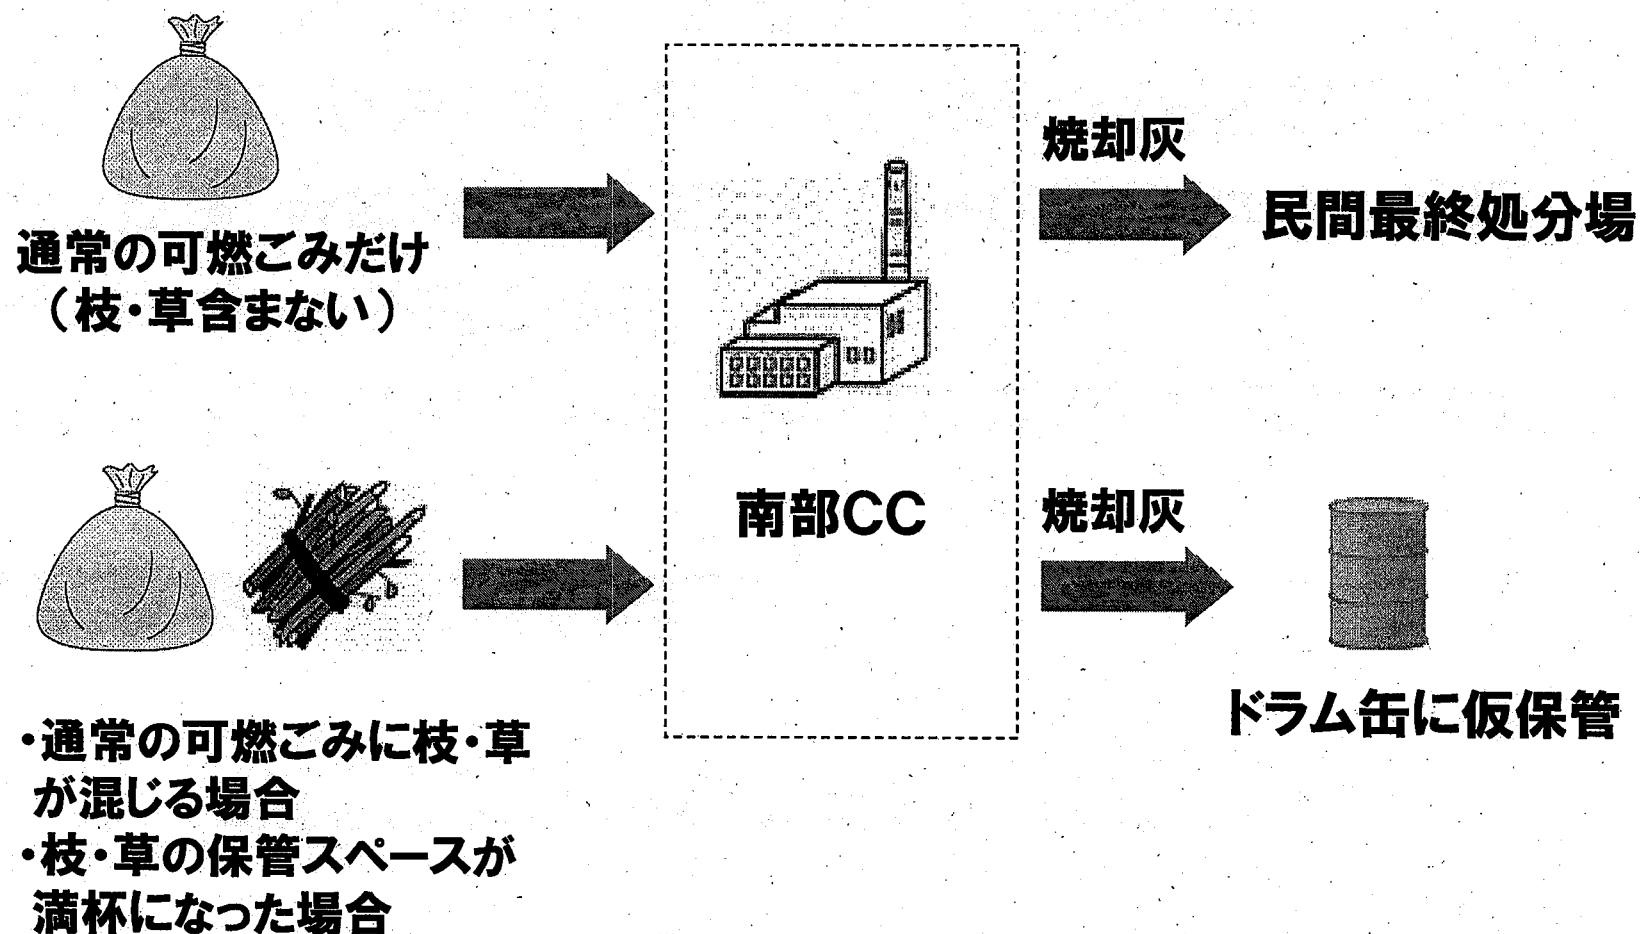 通常の可燃ごみだけ
（枝・草含まない）
南部CC
焼却灰
民間最終処分場
・通常の可燃ごみに枝・草
が混じる場合
・枝・草の保管スペースが
満杯になった場合
焼却灰
ドラム缶に仮保管